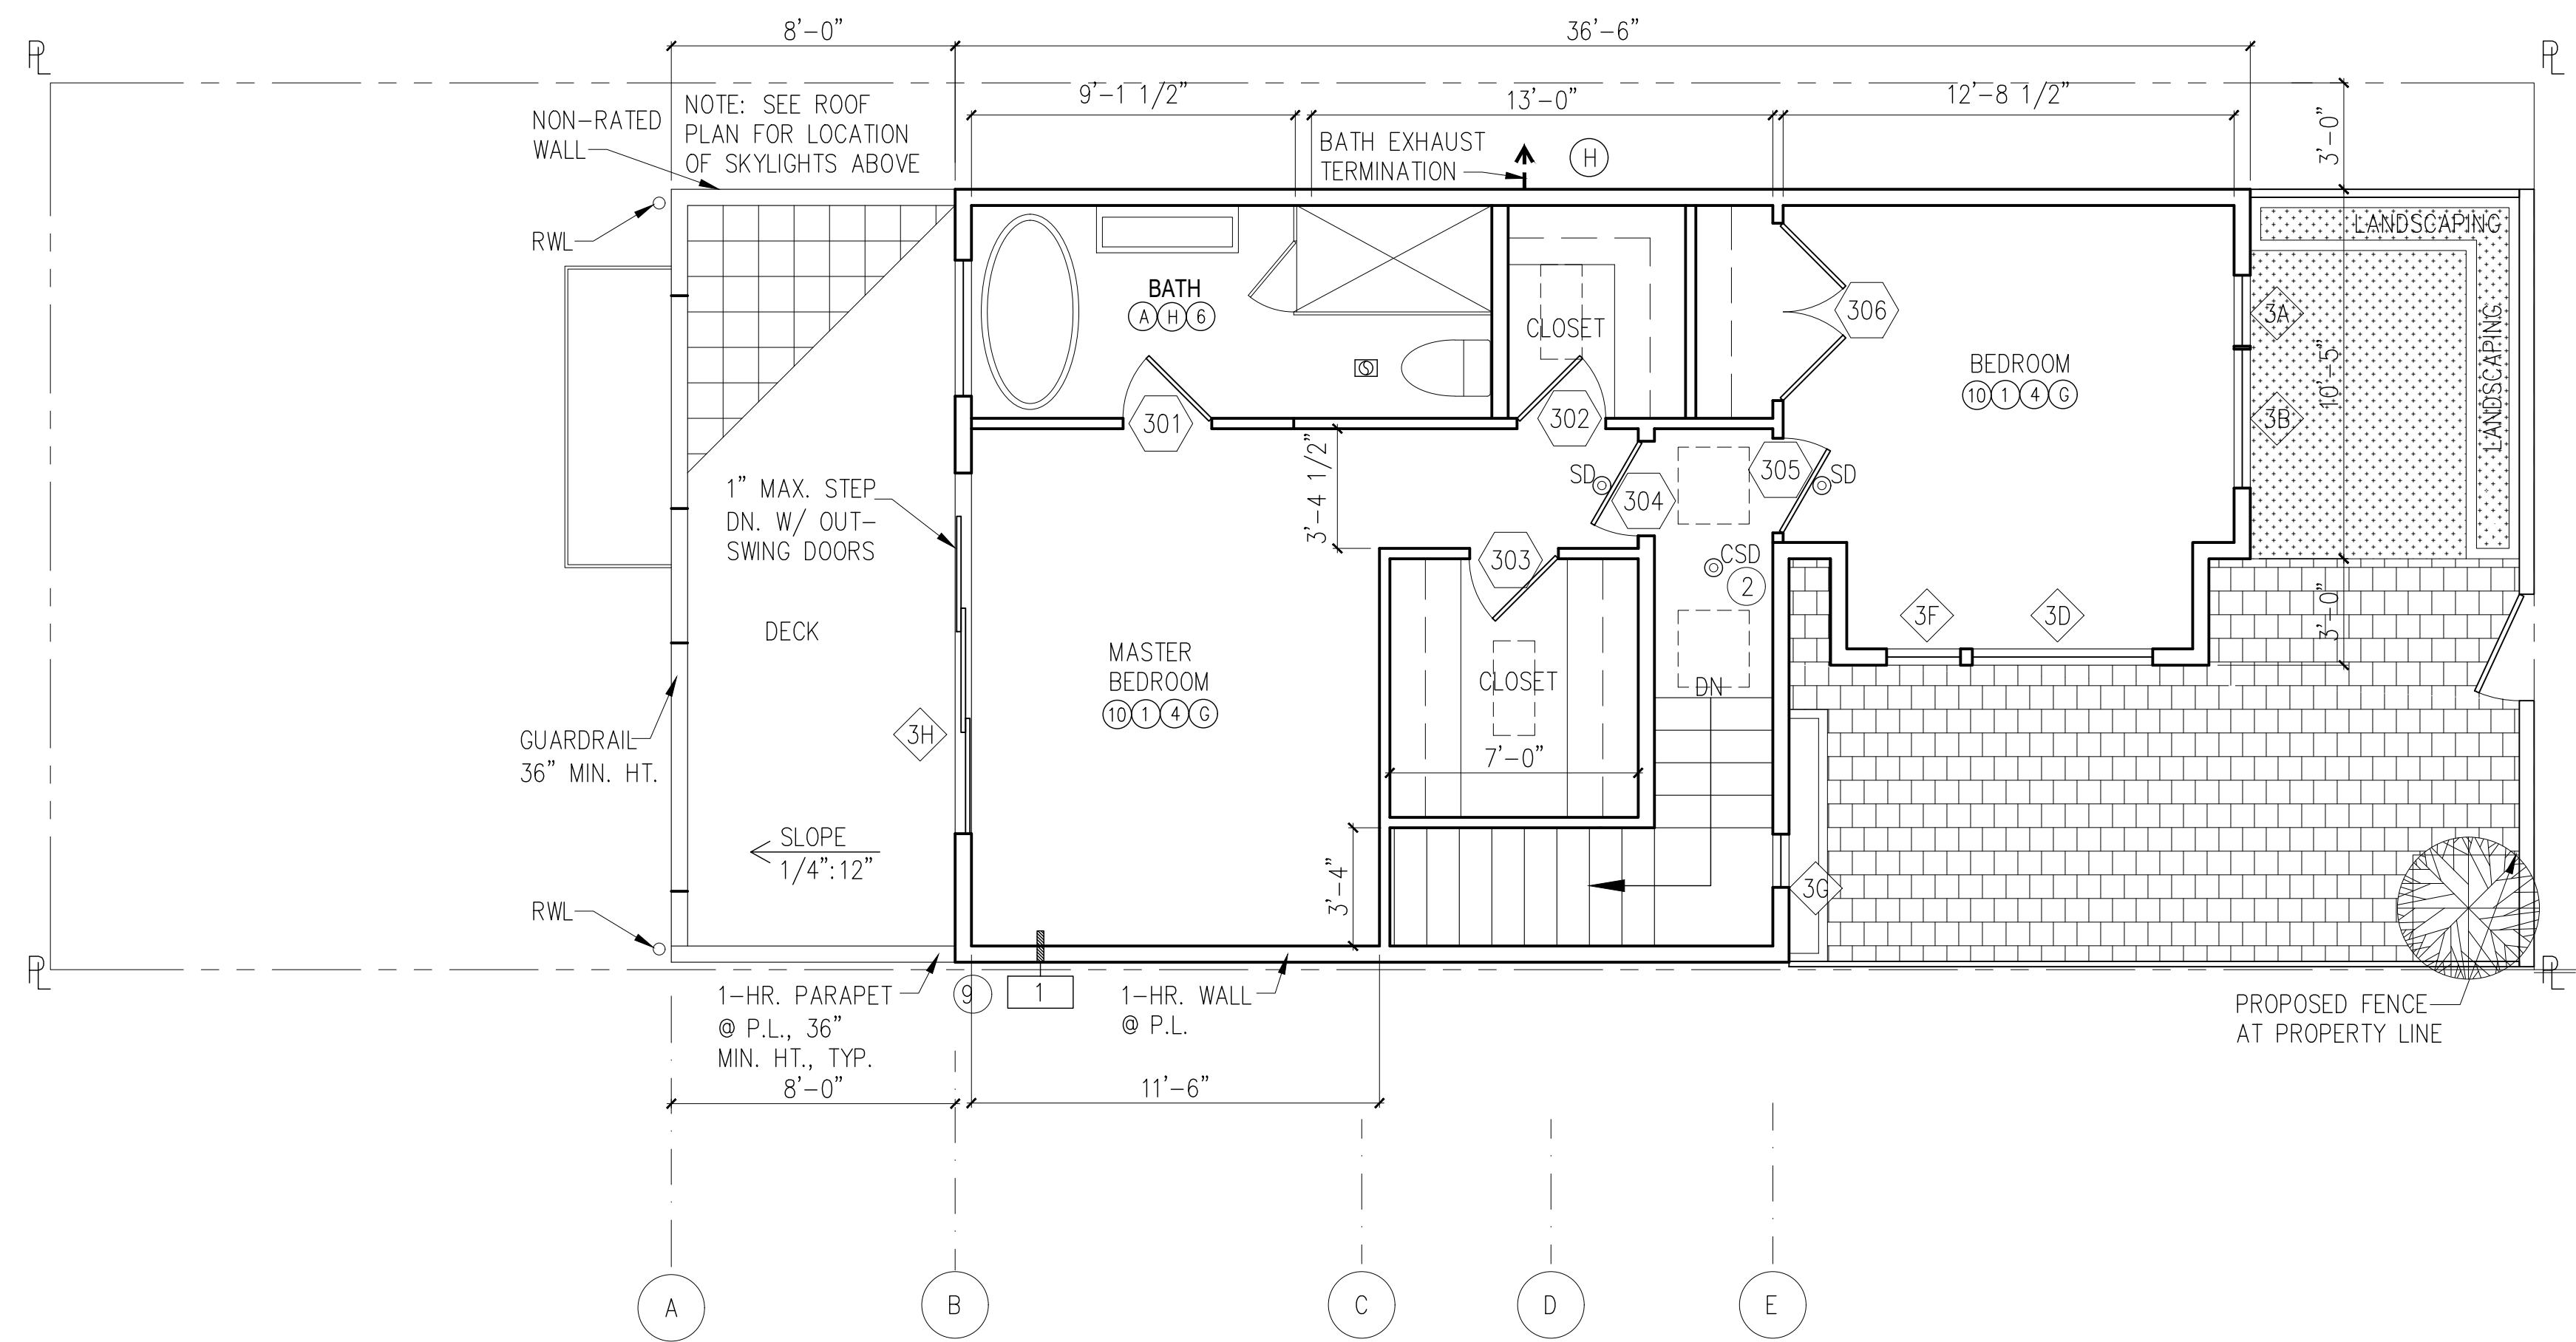 8'-0"
36'-6"
PL
PL
9'-1 1/2"
13'-0"
12'-8 1/2"
3'-0"
NON-RATED
WALL
NOTE: SEE ROOF
PLAN FOR LOCATION
OF SKYLIGHTS ABOVE
BATH EXHAUST
TERMINATION
H
RWL
LANDSCAPING
LANDSCAPING
BATH
A H 6
CLOSET
306
BEDROOM
10 1 4 G
3A
10'-5"
3B
301
302
3'-4 1/2"
SD
304
305
SD
1" MAX. STEP
DN. W/ OUT-
SWING DOORS
303
CSD
2
3F
3D
3'-0"
DECK
MASTER
BEDROOM
10 1 4 G
CLOSET
DN
3H
GUARDRAIL
36" MIN. HT.
7'-0"
SLOPE
1/4":12"
3'-4"
3G
RWL
PL
PL
1-HR. PARAPET
@ P.L., 36"
MIN. HT., TYP.
9
1
1-HR. WALL
@ P.L.
PROPOSED FENCE
AT PROPERTY LINE
8'-0"
11'-6"
A
B
C
D
E